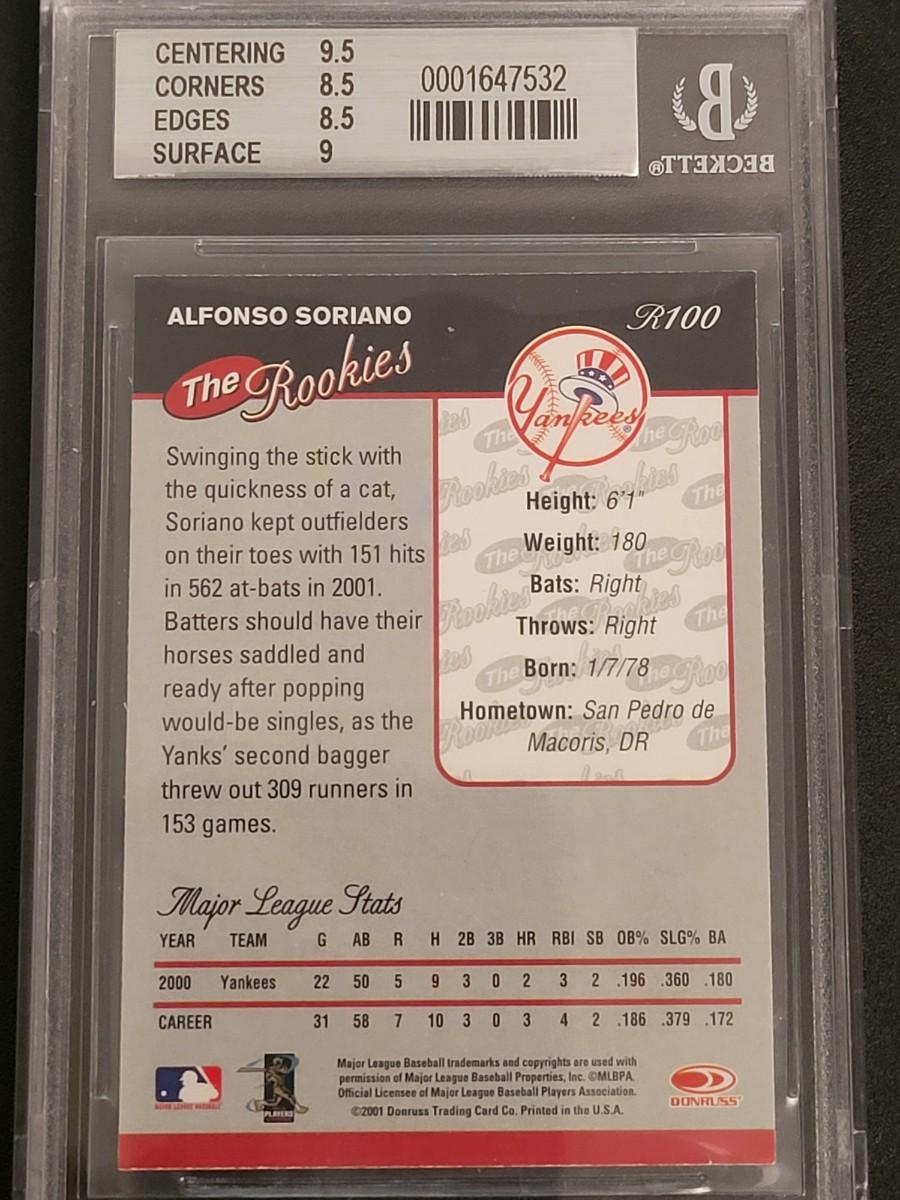 CENTERING 9.5
CORNERS 8.5
EDGES 8.5
SURFACE 9
0001647532
B
BECKETT®
ALFONSO SORIANO
R100
The Rookies
Yankees®
Swinging the stick with
the quickness of a cat,
Soriano kept outfielders
on their toes with 151 hits
in 562 at-bats in 2001.
Batters should have their
horses saddled and
ready after popping
would-be singles, as the
Yanks' second bagger
threw out 309 runners in
153 games.
Height: 6'1"
Weight: 180
Bats: Right
Throws: Right
Born: 1/7/78
Hometown: San Pedro de
Macoris, DR
Major League Stats
YEAR TEAM G AB R H 2B 3B HR RBI SB OB% SLG% BA
2000 Yankees 22 50 5 9 3 0 2 3 2 .196 .360 .180
CAREER 31 58 7 10 3 0 3 4 2 .186 .379 .172
MAJOR LEAGUE BASEBALL
PLAYERS
Major League Baseball trademarks and copyrights are used with
permission of Major League Baseball Properties, Inc. ©MLBPA.
Official Licensee of Major League Baseball Players Association.
©2001 Donruss Trading Card Co. Printed in the U.S.A.
DONRUSS